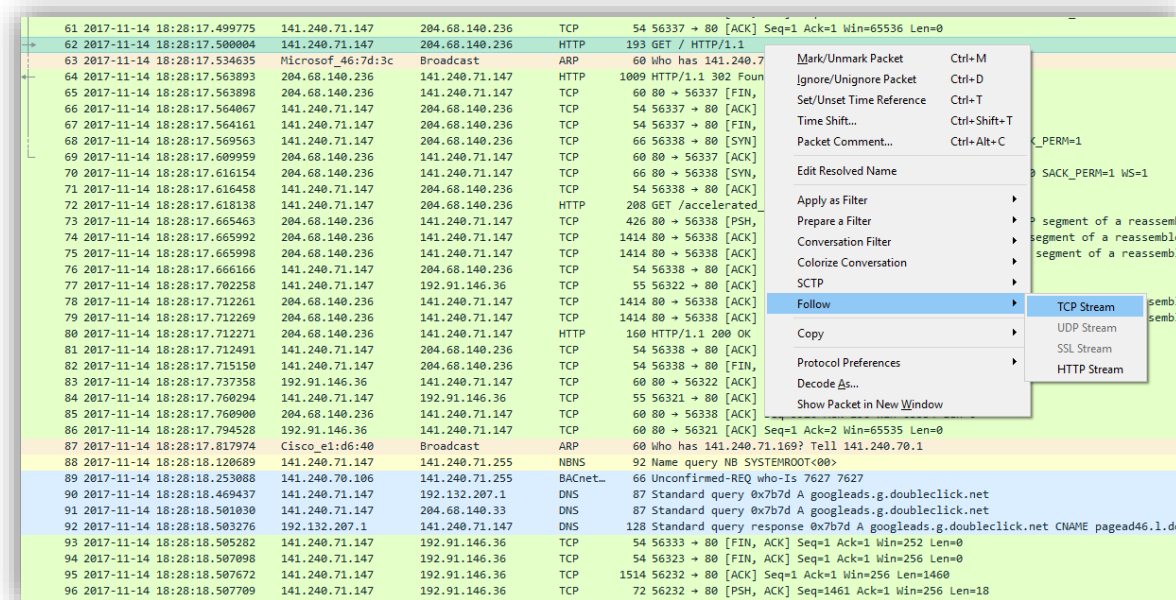 61 2017-11-14 18:28:17.499775 141.240.71.147 204.68.140.236 TCP 54 56337 → 80 [ACK] Seq=1 Ack=1 Win=65536 Len=0
62 2017-11-14 18:28:17.500004 141.240.71.147 204.68.140.236 HTTP 193 GET / HTTP/1.1
63 2017-11-14 18:28:17.534635 Microsof_46:7d:3c Broadcast ARP 60 Who has 141.240.7
64 2017-11-14 18:28:17.563893 204.68.140.236 141.240.71.147 HTTP 1009 HTTP/1.1 302 Foun
65 2017-11-14 18:28:17.563898 204.68.140.236 141.240.71.147 TCP 60 80 → 56337 [FIN,
66 2017-11-14 18:28:17.564067 141.240.71.147 204.68.140.236 TCP 54 56337 → 80 [ACK]
67 2017-11-14 18:28:17.564161 141.240.71.147 204.68.140.236 TCP 54 56337 → 80 [FIN,
68 2017-11-14 18:28:17.569563 141.240.71.147 204.68.140.236 TCP 66 56338 → 80 [SYN] K_PERM=1
69 2017-11-14 18:28:17.609959 204.68.140.236 141.240.71.147 TCP 60 80 → 56337 [ACK]
70 2017-11-14 18:28:17.616154 204.68.140.236 141.240.71.147 TCP 66 80 → 56338 [SYN, 0 SACK_PERM=1 WS=1
71 2017-11-14 18:28:17.616458 141.240.71.147 204.68.140.236 TCP 54 56338 → 80 [ACK]
72 2017-11-14 18:28:17.618138 141.240.71.147 204.68.140.236 HTTP 208 GET /accelerated_
73 2017-11-14 18:28:17.665463 204.68.140.236 141.240.71.147 TCP 426 80 → 56338 [PSH, P segment of a reassemb
74 2017-11-14 18:28:17.665992 204.68.140.236 141.240.71.147 TCP 1414 80 → 56338 [ACK] segment of a reassemble
75 2017-11-14 18:28:17.665998 204.68.140.236 141.240.71.147 TCP 1414 80 → 56338 [ACK] segment of a reassemb
76 2017-11-14 18:28:17.666166 141.240.71.147 204.68.140.236 TCP 54 56338 → 80 [ACK]
77 2017-11-14 18:28:17.702258 141.240.71.147 192.91.146.36 TCP 55 56322 → 80 [ACK]
78 2017-11-14 18:28:17.712261 204.68.140.236 141.240.71.147 TCP 1414 80 → 56338 [ACK] sembl
79 2017-11-14 18:28:17.712269 204.68.140.236 141.240.71.147 TCP 1414 80 → 56338 [ACK] semb
80 2017-11-14 18:28:17.712271 204.68.140.236 141.240.71.147 HTTP 160 HTTP/1.1 200 OK
81 2017-11-14 18:28:17.712491 141.240.71.147 204.68.140.236 TCP 54 56338 → 80 [ACK]
82 2017-11-14 18:28:17.715150 141.240.71.147 204.68.140.236 TCP 54 56338 → 80 [FIN,
83 2017-11-14 18:28:17.737358 192.91.146.36 141.240.71.147 TCP 60 80 → 56322 [ACK]
84 2017-11-14 18:28:17.760294 141.240.71.147 192.91.146.36 TCP 55 56321 → 80 [ACK]
85 2017-11-14 18:28:17.760900 204.68.140.236 141.240.71.147 TCP 60 80 → 56338 [ACK]
86 2017-11-14 18:28:17.794528 192.91.146.36 141.240.71.147 TCP 60 80 → 56321 [ACK] Seq=1 Ack=2 Win=65535 Len=0
87 2017-11-14 18:28:17.817974 Cisco_e1:d6:40 Broadcast ARP 60 Who has 141.240.71.169? Tell 141.240.70.1
88 2017-11-14 18:28:18.120689 141.240.71.147 141.240.71.255 NBNS 92 Name query NB SYSTEMROOT<00>
89 2017-11-14 18:28:18.253088 141.240.70.106 141.240.71.255 BACnet… 66 Unconfirmed-REQ who-Is 7627 7627
90 2017-11-14 18:28:18.469437 141.240.71.147 192.132.207.1 DNS 87 Standard query 0x7b7d A googleads.g.doubleclick.net
91 2017-11-14 18:28:18.501030 141.240.71.147 204.68.140.33 DNS 87 Standard query 0x7b7d A googleads.g.doubleclick.net
92 2017-11-14 18:28:18.503276 192.132.207.1 141.240.71.147 DNS 128 Standard query response 0x7b7d A googleads.g.doubleclick.net CNAME pagead46.l.do
93 2017-11-14 18:28:18.505282 141.240.71.147 192.91.146.36 TCP 54 56333 → 80 [FIN, ACK] Seq=1 Ack=1 Win=252 Len=0
94 2017-11-14 18:28:18.507098 141.240.71.147 192.91.146.36 TCP 54 56323 → 80 [FIN, ACK] Seq=1 Ack=1 Win=256 Len=0
95 2017-11-14 18:28:18.507672 141.240.71.147 192.91.146.36 TCP 1514 56232 → 80 [ACK] Seq=1 Ack=1 Win=256 Len=1460
96 2017-11-14 18:28:18.507709 141.240.71.147 192.91.146.36 TCP 72 56232 → 80 [PSH, ACK] Seq=1461 Ack=1 Win=256 Len=18
Mark/Unmark Packet Ctrl+M
Ignore/Unignore Packet Ctrl+D
Set/Unset Time Reference Ctrl+T
Time Shift... Ctrl+Shift+T
Packet Comment... Ctrl+Alt+C
Edit Resolved Name
Apply as Filter
Prepare a Filter
Conversation Filter
Colorize Conversation
SCTP
Follow
Copy
Protocol Preferences
Decode As...
Show Packet in New Window
TCP Stream
UDP Stream
SSL Stream
HTTP Stream